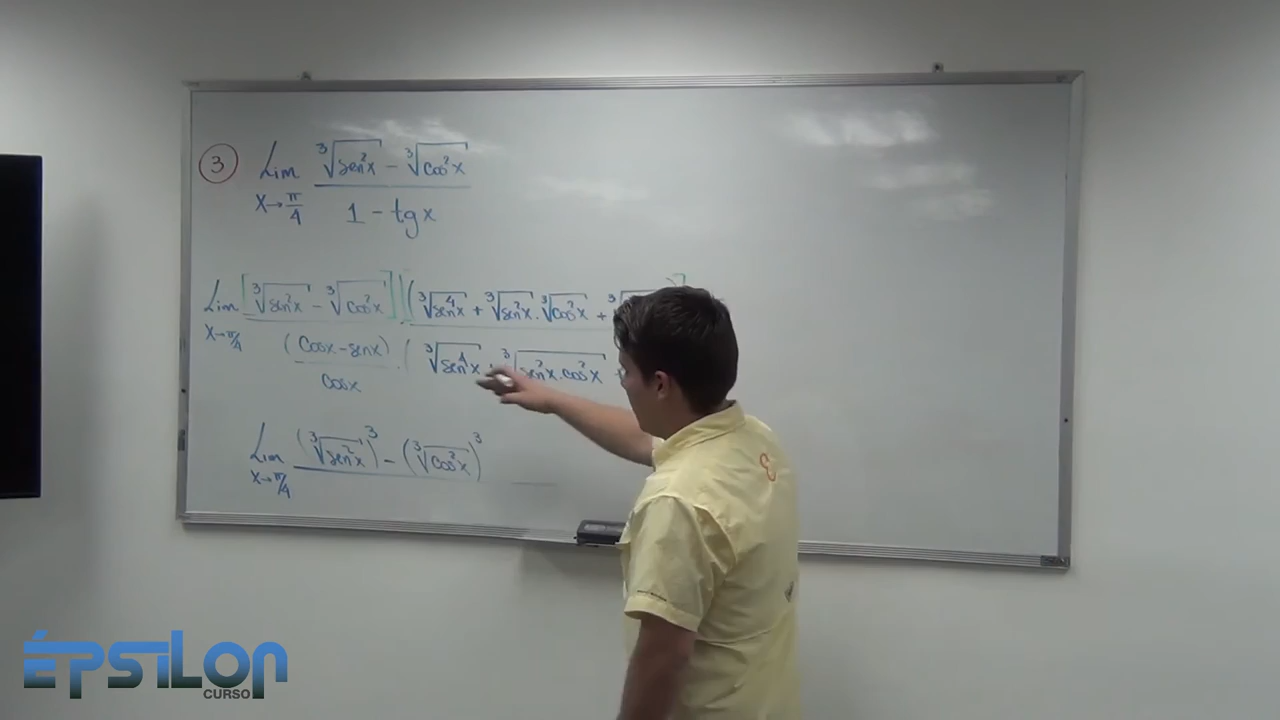 3 Lim ∛(sen²x) − ∛(cos²x)
x→π/4 1 − tg x
Lim [∛(sen²x) − ∛(cos²x)] [(∛(sen⁴x) + ∛(sen²x) . ∛(cos²x) + ∛
x→π/4 (cosx − senx) . ( ∛(sen⁴x) + ∛(sen²x . cos²x) +
cosx
Lim (∛(sen²x))³ − (∛(cos²x))³
x→π/4
ÉPSILON
CURSO